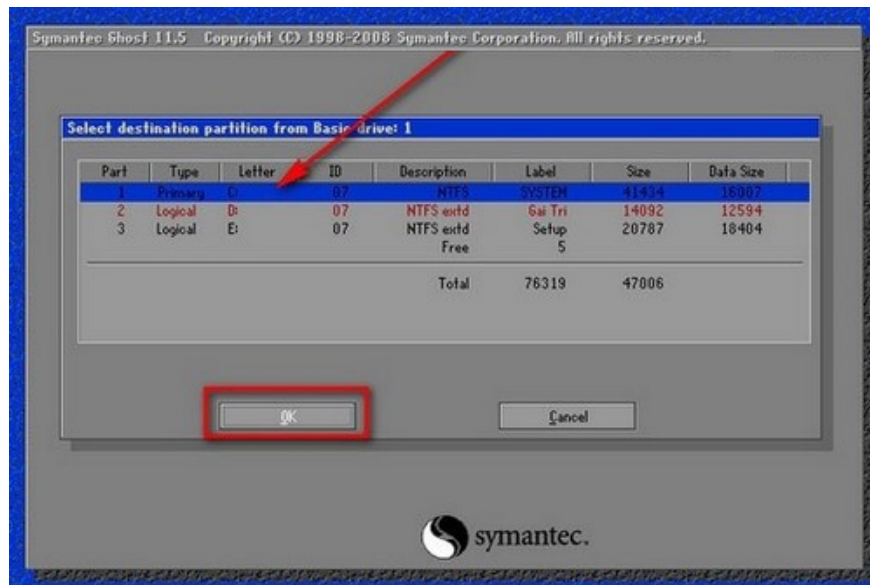 Symantec Ghost 11.5 Copyright (C) 1998-2008 Symantec Corporation. All rights reserved.
Select destination partition from Basic drive: 1
Part Type Letter ID Description Label Size Data Size
1 Primary C: 07 NTFS SYSTEM 41434 16007
2 Logical D: 07 NTFS extd Gai Tri 14092 12594
3 Logical E: 07 NTFS extd Setup 20787 18404
Free 5
Total 76319 47006
OK Cancel
symantec.